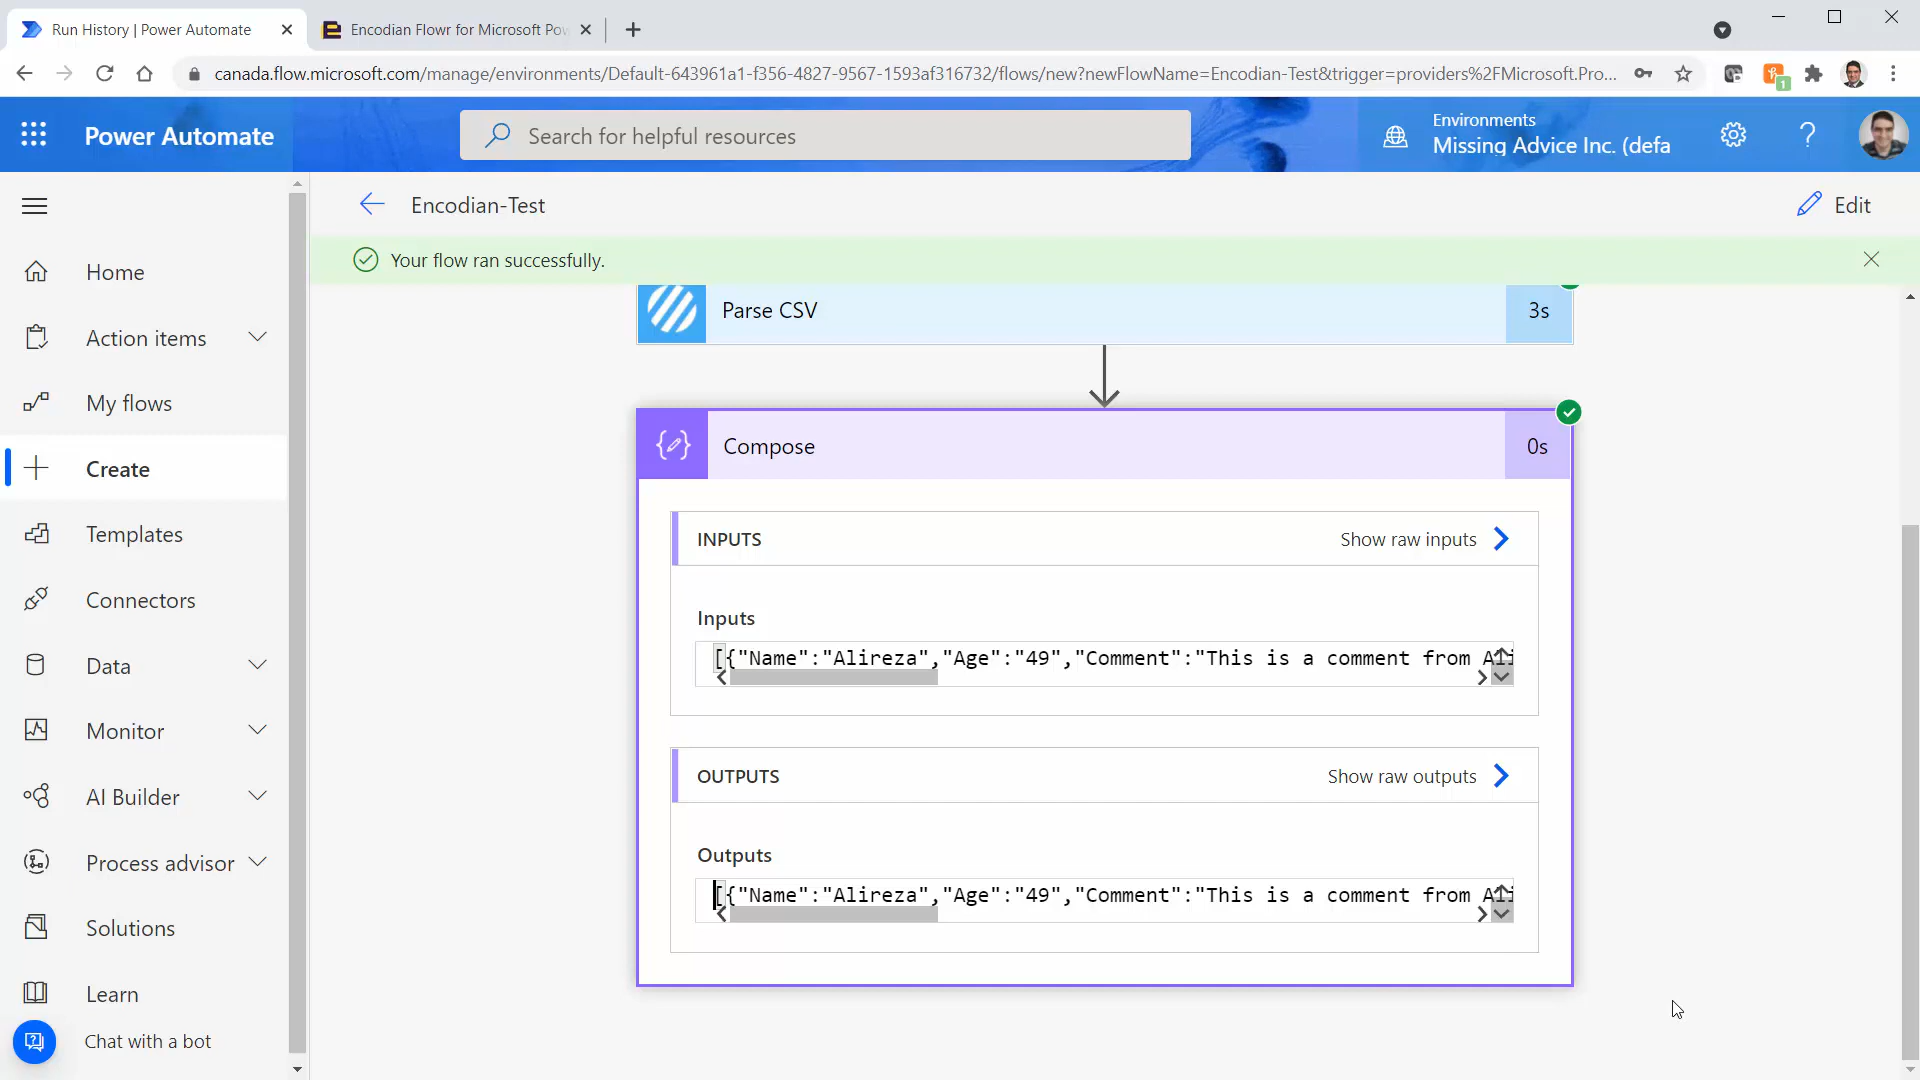 Run History | Power Automate
Encodian Flowr for Microsoft Pow
canada.flow.microsoft.com/manage/environments/Default-643961a1-f356-4827-9567-1593af316732/flows/new?newFlowName=Encodian-Test&trigger=providers%2FMicrosoft.Pro...
1
Power Automate
Search for helpful resources
Environments
Missing Advice Inc. (defa
Encodian-Test
Edit
Your flow ran successfully.
Home
Action items
My flows
Create
Templates
Connectors
Data
Monitor
AI Builder
Process advisor
Solutions
Learn
Chat with a bot
Parse CSV
3s
Compose
0s
INPUTS
Show raw inputs
Inputs
[{"Name":"Alireza","Age":"49","Comment":"This is a comment from Ali
OUTPUTS
Show raw outputs
Outputs
[{"Name":"Alireza","Age":"49","Comment":"This is a comment from Ali